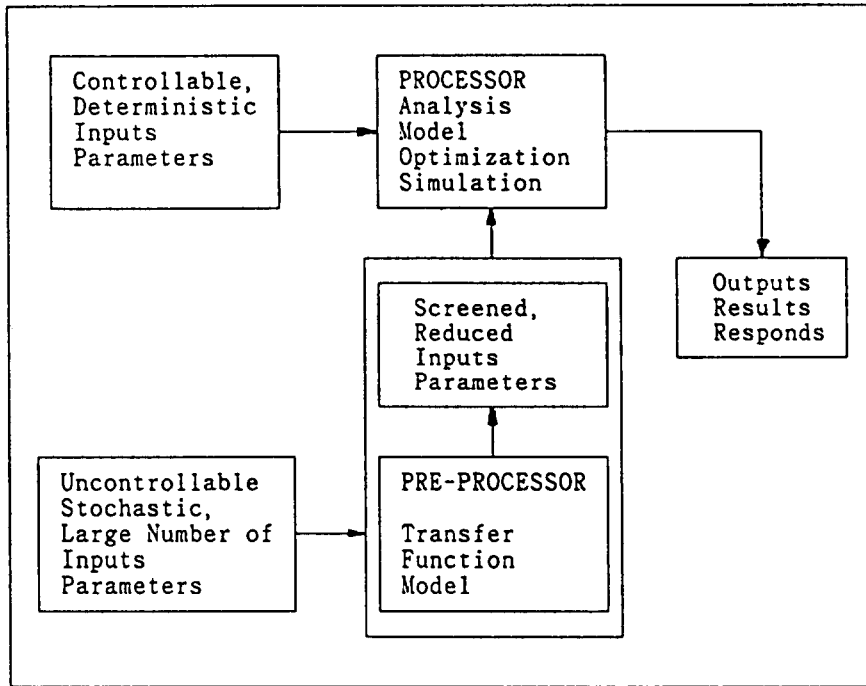 Controllable,
Deterministic
Inputs
Parameters
PROCESSOR
Analysis
Model
Optimization
Simulation
Outputs
Results
Responds
Screened,
Reduced
Inputs
Parameters
Uncontrollable
Stochastic,
Large Number of
Inputs
Parameters
PRE-PROCESSOR
Transfer
Function
Model